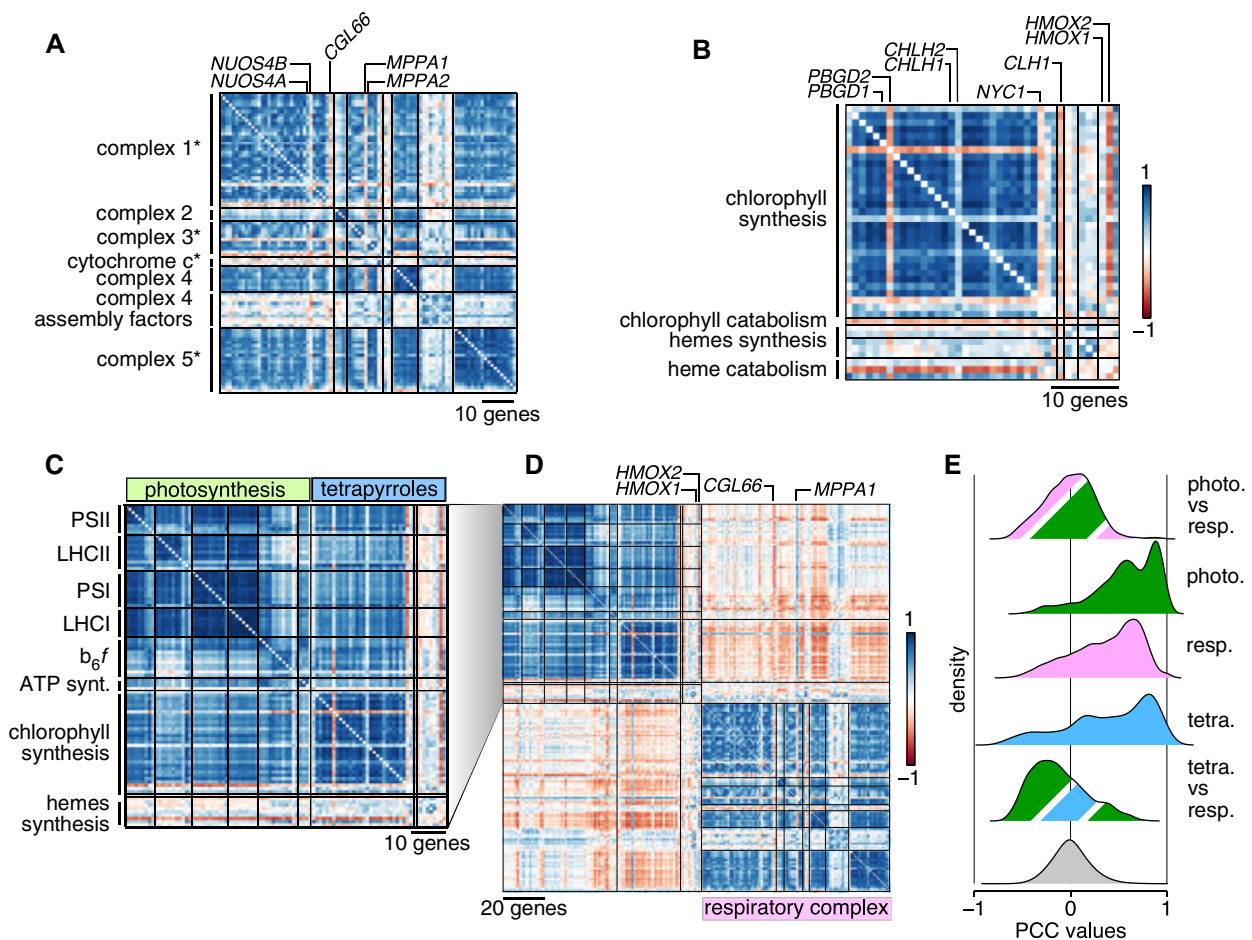 A
NUOS4B
NUOS4A
CGL66
MPPA1
MPPA2
complex 1*
complex 2
complex 3*
cytochrome c*
complex 4
complex 4
assembly factors
complex 5*
10 genes
B
PBGD2
PBGD1
CHLH2
CHLH1
NYC1
CLH1
HMOX2
HMOX1
chlorophyll
synthesis
chlorophyll catabolism
hemes synthesis
heme catabolism
10 genes
1
−1
C
photosynthesis
tetrapyrroles
PSII
LHCII
PSI
LHCI
b6f
ATP synt.
chlorophyll
synthesis
hemes
synthesis
10 genes
D
HMOX2
HMOX1
CGL66
MPPA1
1
−1
20 genes
respiratory complex
E
density
photo.
vs
resp.
photo.
resp.
tetra.
tetra.
vs
resp.
−1
0
1
PCC values